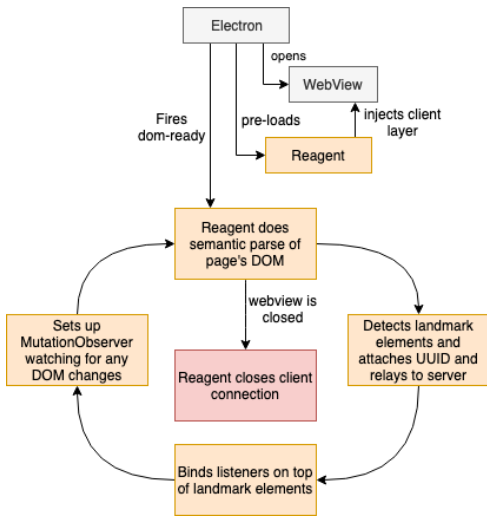 Electron
opens
WebView
Fires
dom-ready
pre-loads
injects client
layer
Reagent
Reagent does
semantic parse of
page's DOM
webview is
closed
Sets up
MutationObserver
watching for any
DOM changes
Detects landmark
elements and
attaches UUID and
relays to server
Reagent closes client
connection
Binds listeners on top
of landmark elements